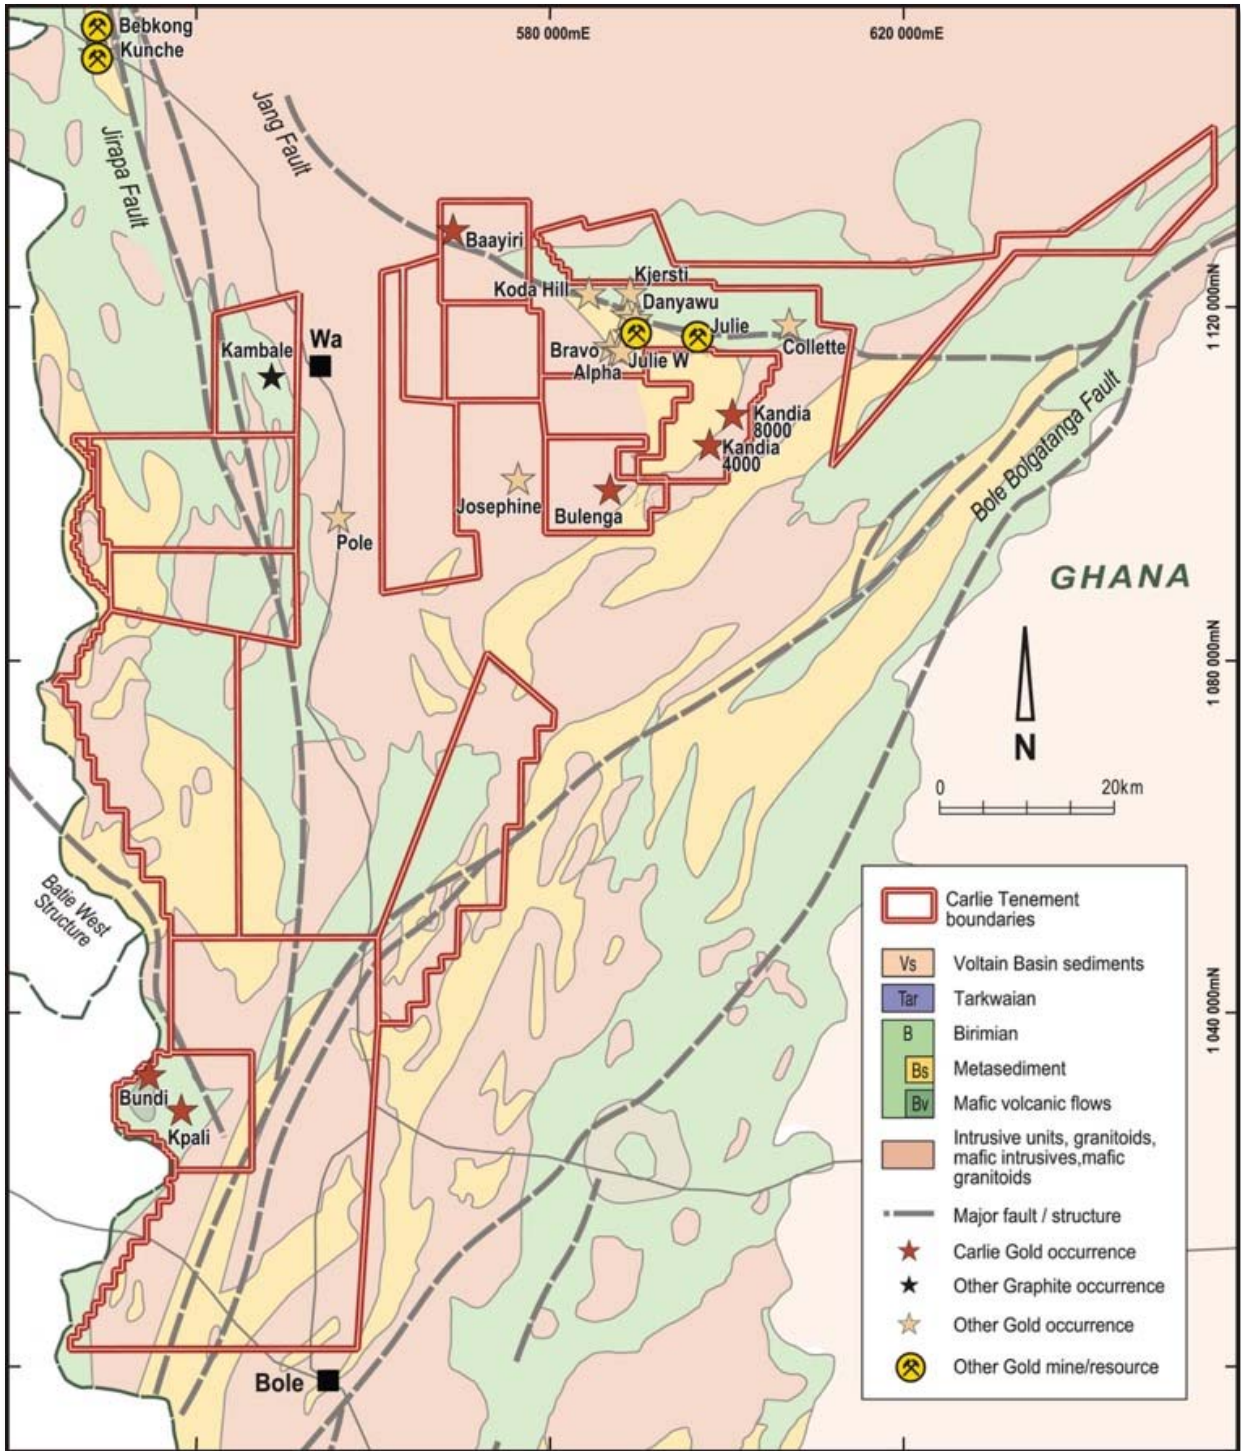 Bebkong
Kunche
580 000mE
620 000mE
Jang Fault
Jirapa Fault
Baayiri
Kjersti
Koda Hill
Danyawu
1 120 000mN
Wa
Julie
Kambale
Bravo
Julie W
Collette
Alpha
Kandia
8000
Kandia
4000
Bole Bolgatanga Fault
Josephine
Bulenga
Pole
GHANA
1 080 000mN
N
0
20km
Batie West
Structure
Carlie Tenement
boundaries
Vs
Voltain Basin sediments
Tar
Tarkwaian
1 040 000mN
B
Birimian
Bs
Metasediment
Bv
Mafic volcanic flows
Bundi
Kpali
Intrusive units, granitoids,
mafic intrusives,mafic
granitoids
Major fault / structure
Carlie Gold occurrence
Other Graphite occurrence
Other Gold occurrence
Other Gold mine/resource
Bole